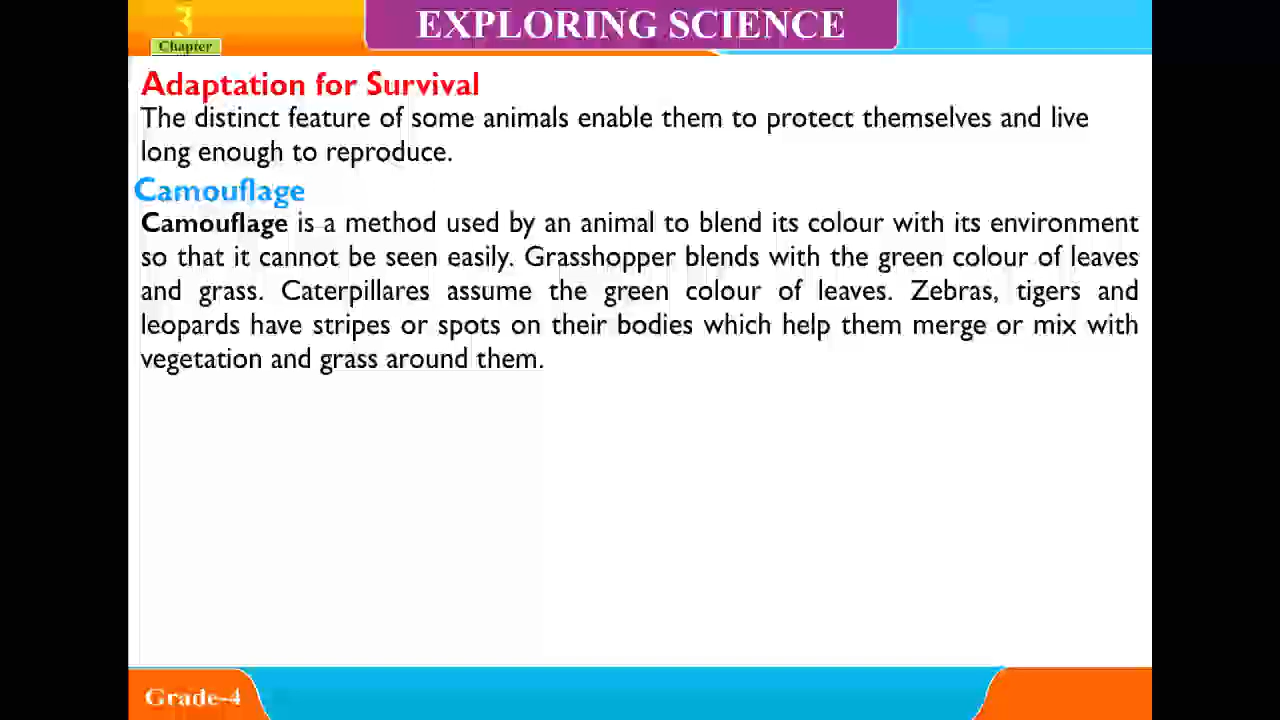 3
Chapter
EXPLORING SCIENCE
Adaptation for Survival
The distinct feature of some animals enable them to protect themselves and live
long enough to reproduce.
Camouflage
Camouflage is a method used by an animal to blend its colour with its environment
so that it cannot be seen easily. Grasshopper blends with the green colour of leaves
and grass. Caterpillares assume the green colour of leaves. Zebras, tigers and
leopards have stripes or spots on their bodies which help them merge or mix with
vegetation and grass around them.
Grade-4